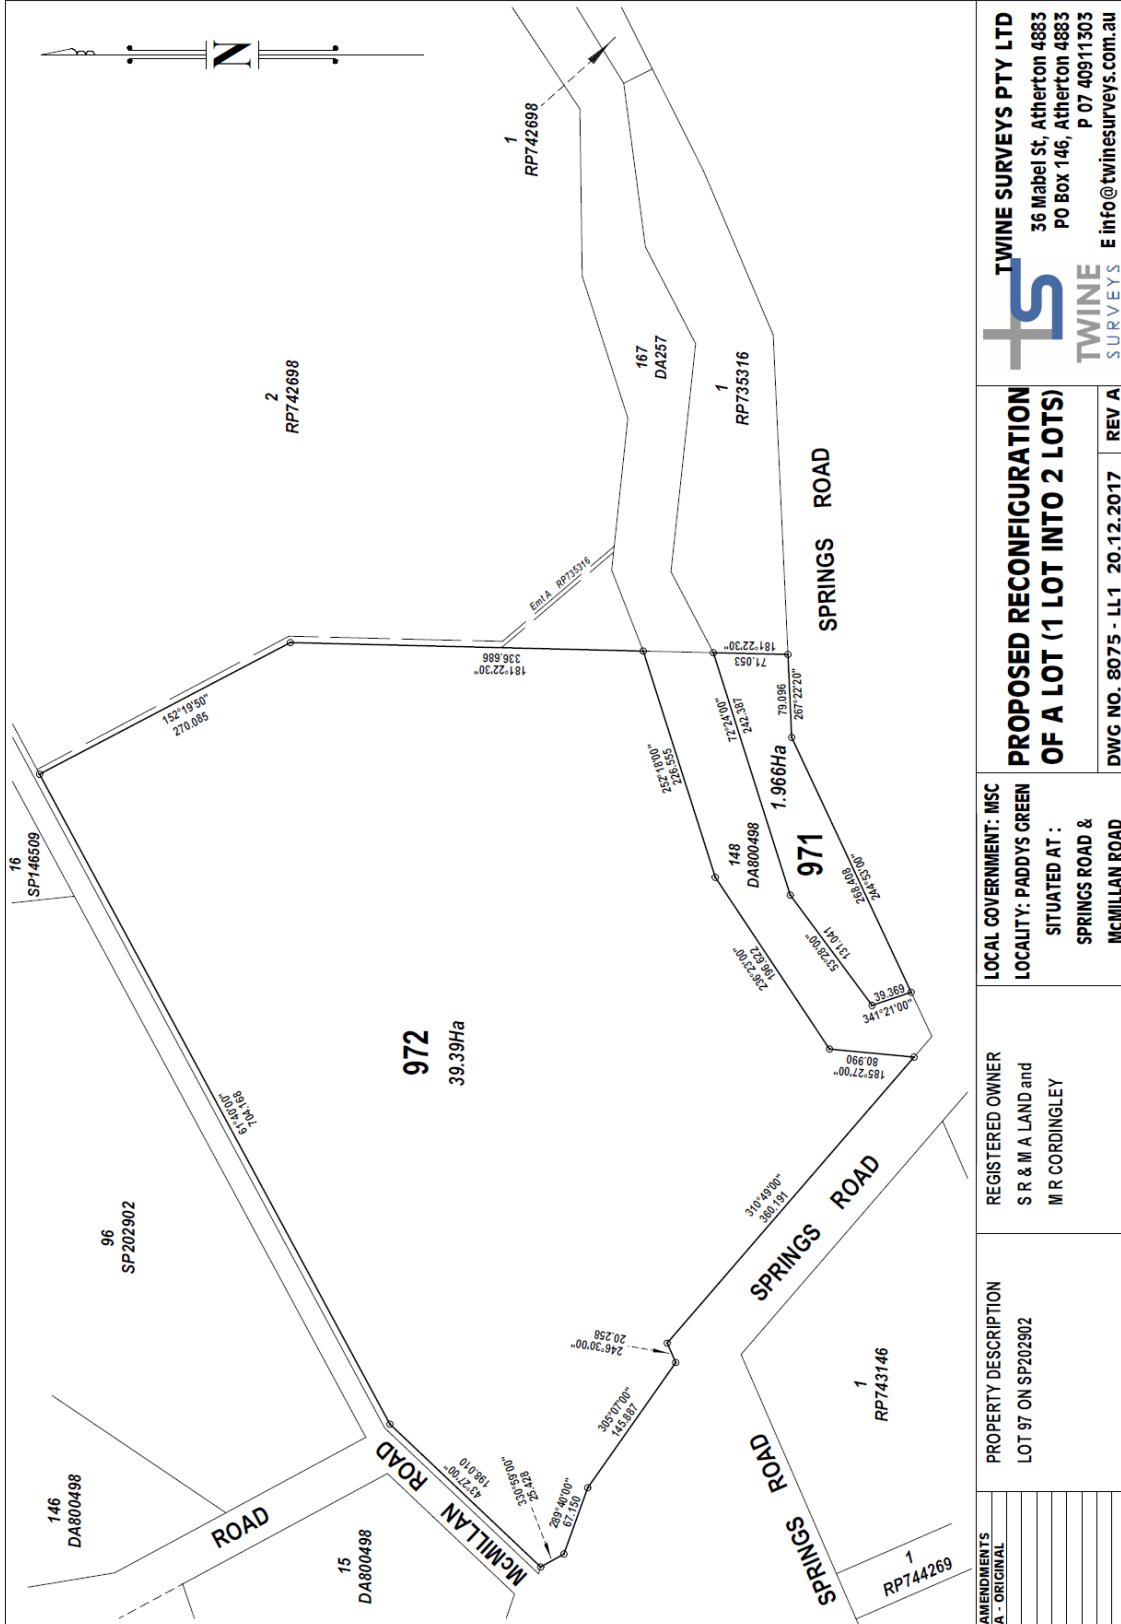 N
1
RP742698
2
RP742698
167
DA257
1
RP735316
SPRINGS ROAD
Emt A RP735316
16
SP146509
152°19'50"
270.085
181°22'30"
336.686
181°22'30"
71.053
79.096
267°22'20"
252°18'00"
226.555
72°24'00"
242.387
1.966Ha
971
148
DA800498
244°53'00"
268.408
53°28'00"
131.041
236°23'00"
196.622
39.369
341°21'00"
185°27'00"
80.990
972
39.39Ha
61°40'00"
704.168
96
SP202902
310°49'00"
360.191
SPRINGS ROAD
246°30'00"
20.258
305°07'00"
145.887
289°40'00"
67.150
330°59'00"
25.428
43°27'00"
198.010
McMILLAN ROAD
ROAD
146
DA800498
15
DA800498
1
RP743146
SPRINGS ROAD
1
RP744269
AMENDMENTS
A - ORIGINAL
PROPERTY DESCRIPTION
LOT 97 ON SP202902
REGISTERED OWNER
S R & M A LAND and
M R CORDINGLEY
LOCAL GOVERNMENT: MSC
LOCALITY: PADDYS GREEN
SITUATED AT :
SPRINGS ROAD &
McMILLAN ROAD
PROPOSED RECONFIGURATION
OF A LOT (1 LOT INTO 2 LOTS)
DWG NO. 8075 - LL1 20.12.2017 REV A
TWINE SURVEYS PTY LTD
36 Mabel St, Atherton 4883
PO Box 146, Atherton 4883
P 07 40911303
E info@twinesurveys.com.au
TS
TWINE
SURVEYS